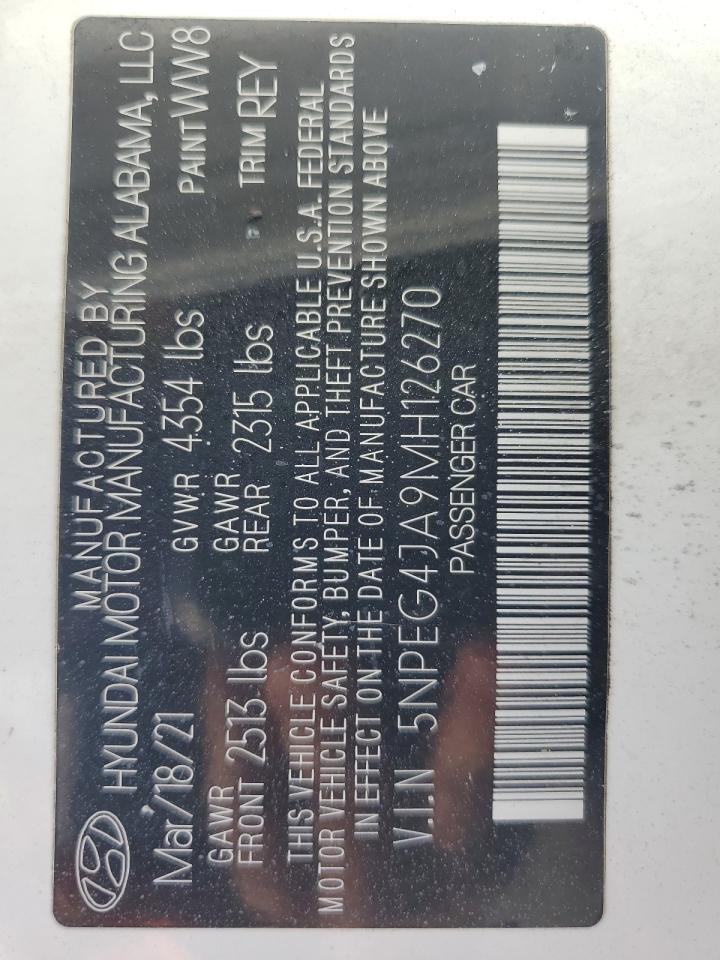 MANUFACTURED BY
HYUNDAI MOTOR MANUFACTURING ALABAMA, LLC
Mar/18/21 GVWR 4354 lbs PAINT WW8
GAWR FRONT 2513 lbs GAWR REAR 2315 lbs TRIM REY
THIS VEHICLE CONFORMS TO ALL APPLICABLE U.S.A. FEDERAL
MOTOR VEHICLE SAFETY, BUMPER, AND THEFT PREVENTION STANDARDS
IN EFFECT ON THE DATE OF MANUFACTURE SHOWN ABOVE
V.I.N 5NPEG4JA9MH126270
PASSENGER CAR